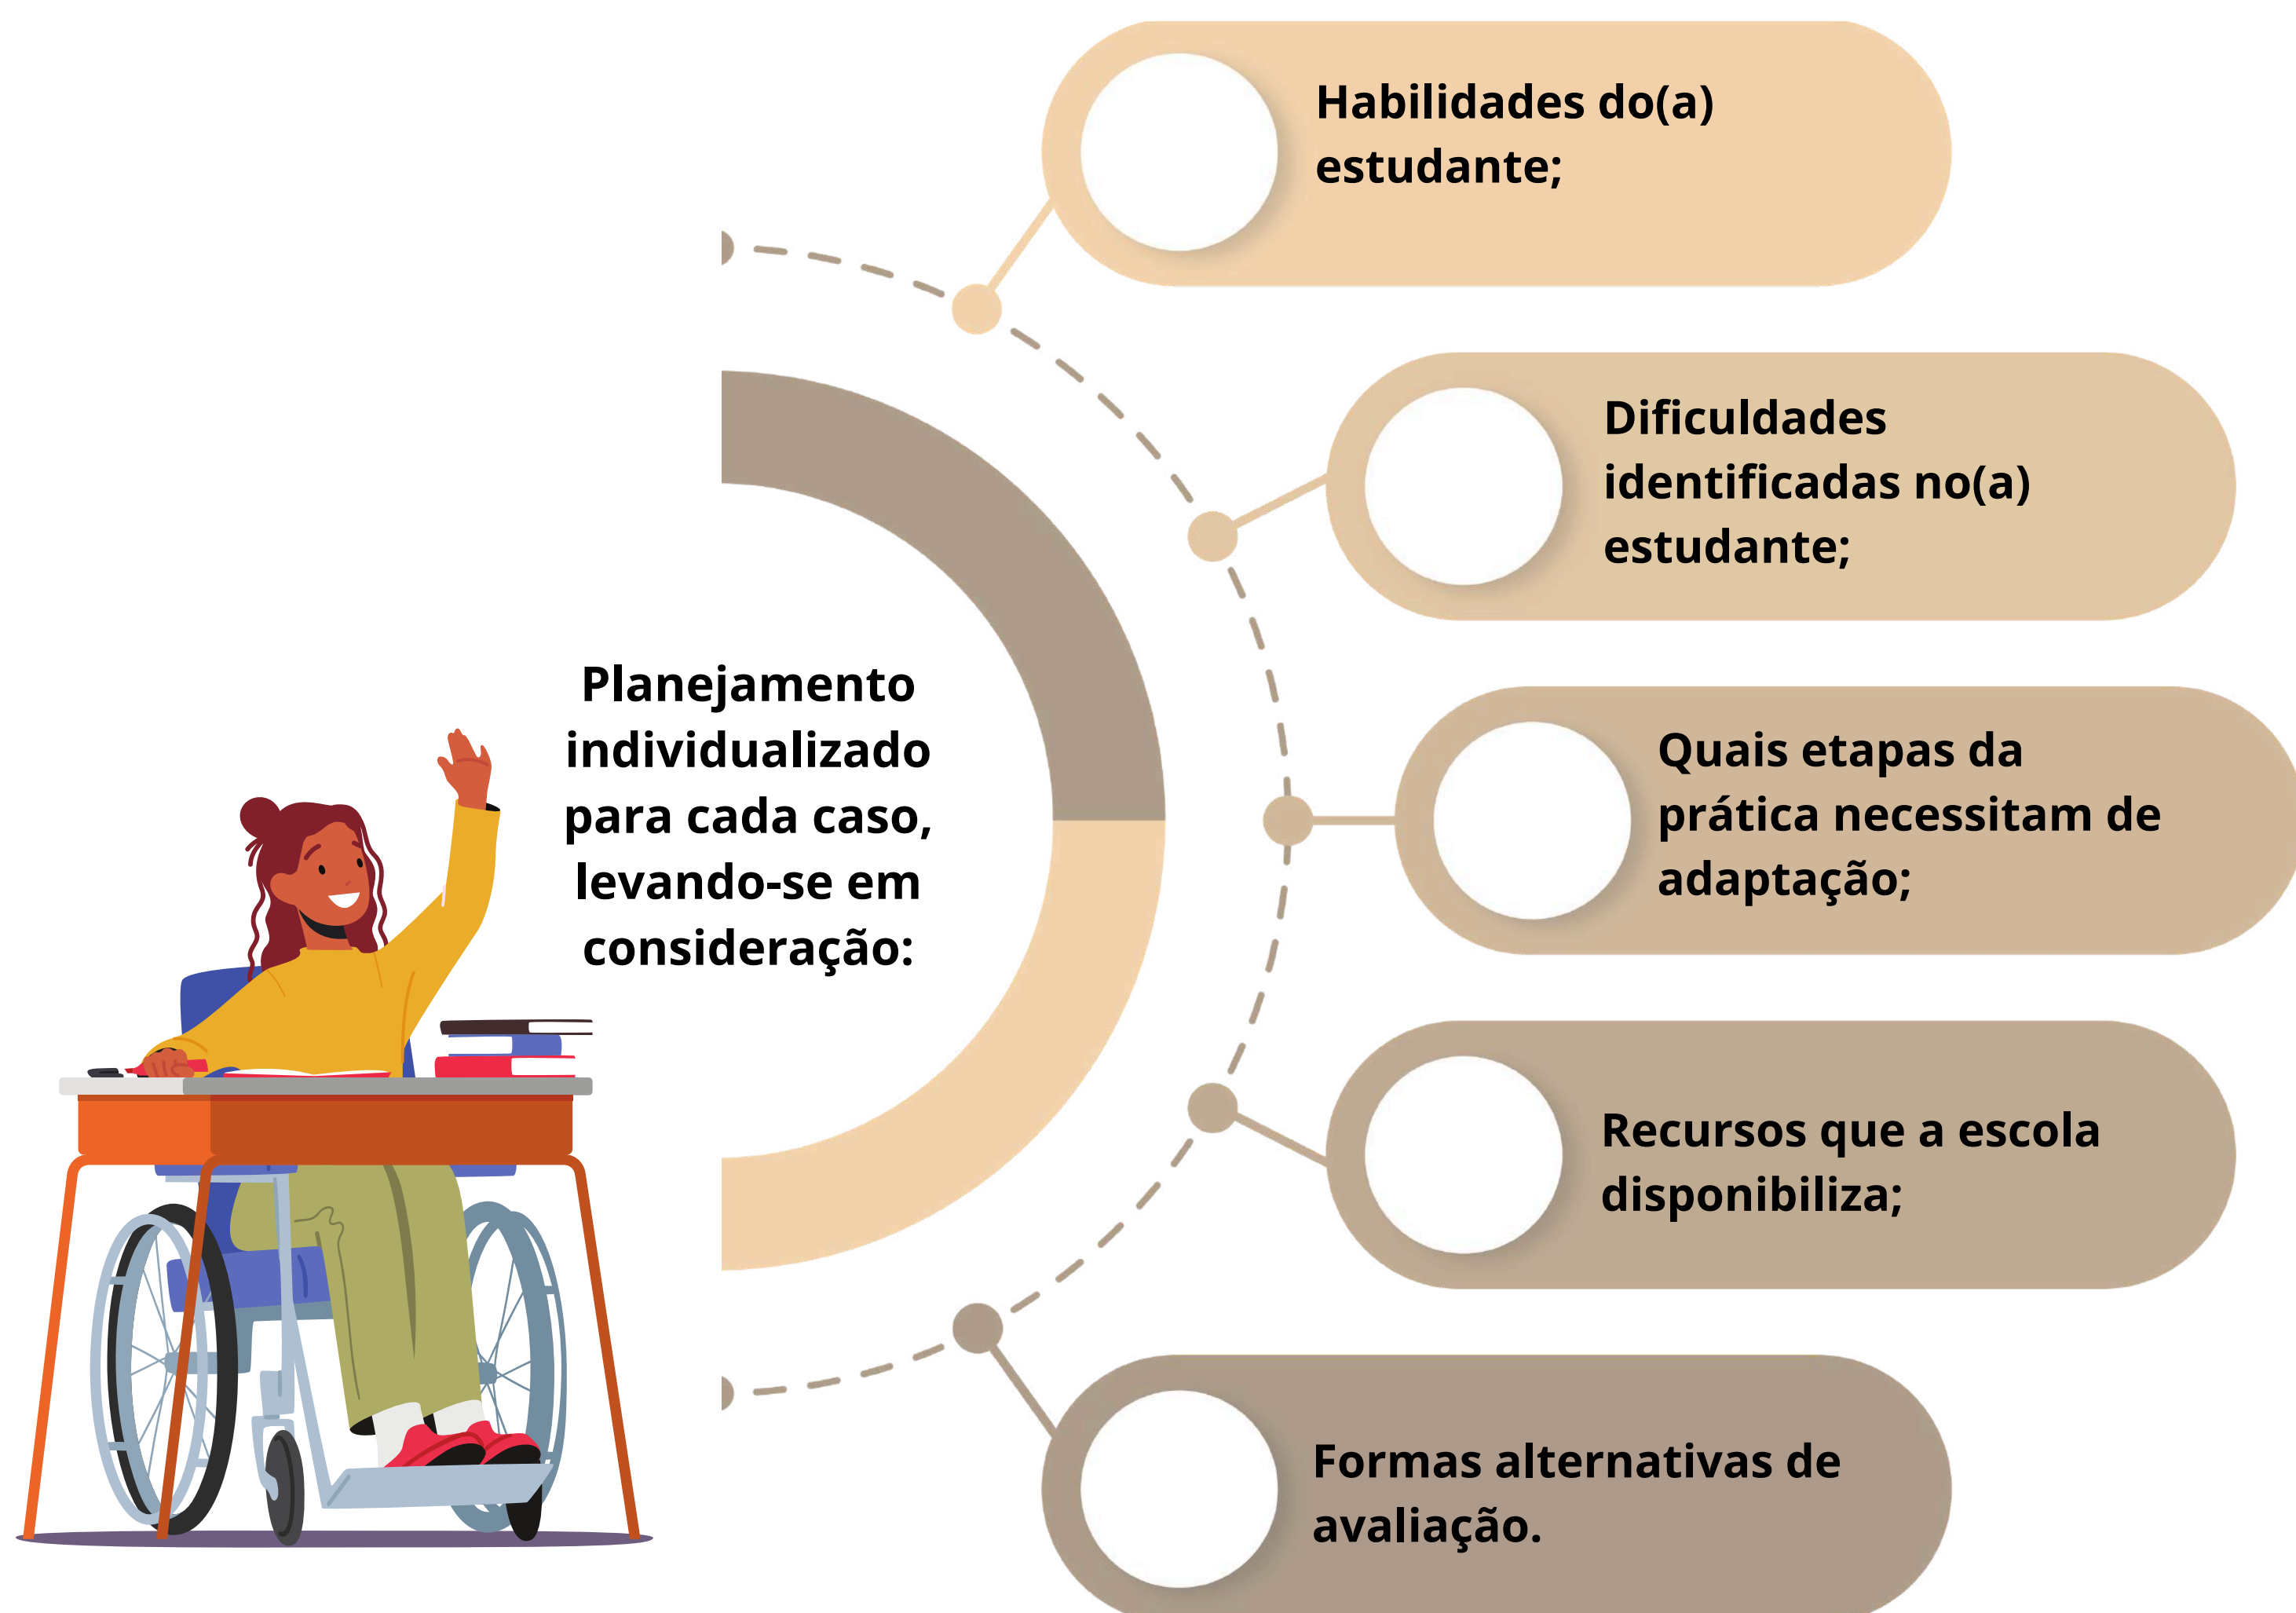 Planejamento
individualizado
para cada caso,
levando-se em
consideração:
Habilidades do(a)
estudante;
Dificuldades
identificadas no(a)
estudante;
Quais etapas da
prática necessitam de
adaptação;
Recursos que a escola
disponibiliza;
Formas alternativas de
avaliação.